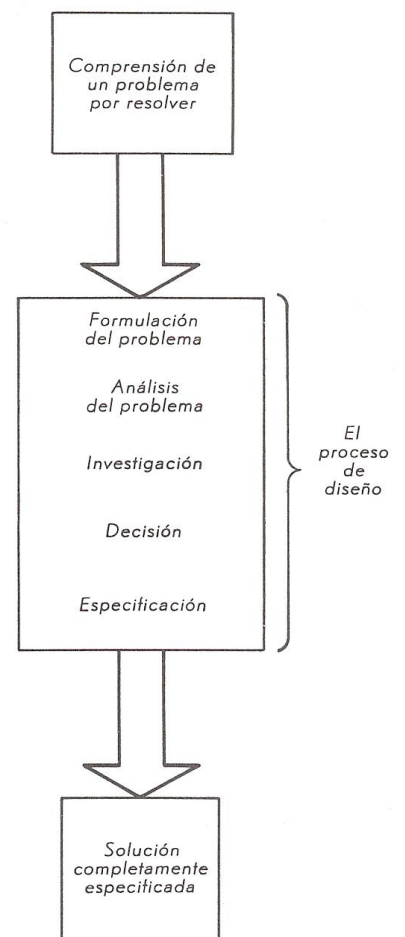 Comprensión de
un problema
por resolver
Formulación
del problema
Análisis
del problema
Investigación
Decisión
Especificación
El
proceso
de
diseño
Solución
completamente
especificada